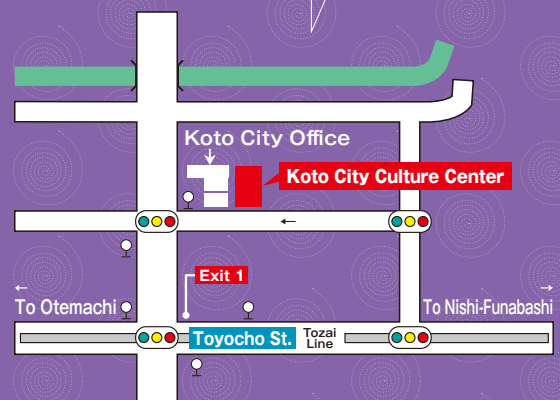 Koto City Office
Koto City Culture Center
←
Exit 1
←
To Otemachi
→
To Nishi-Funabashi
Toyocho St.
Tozai
Line